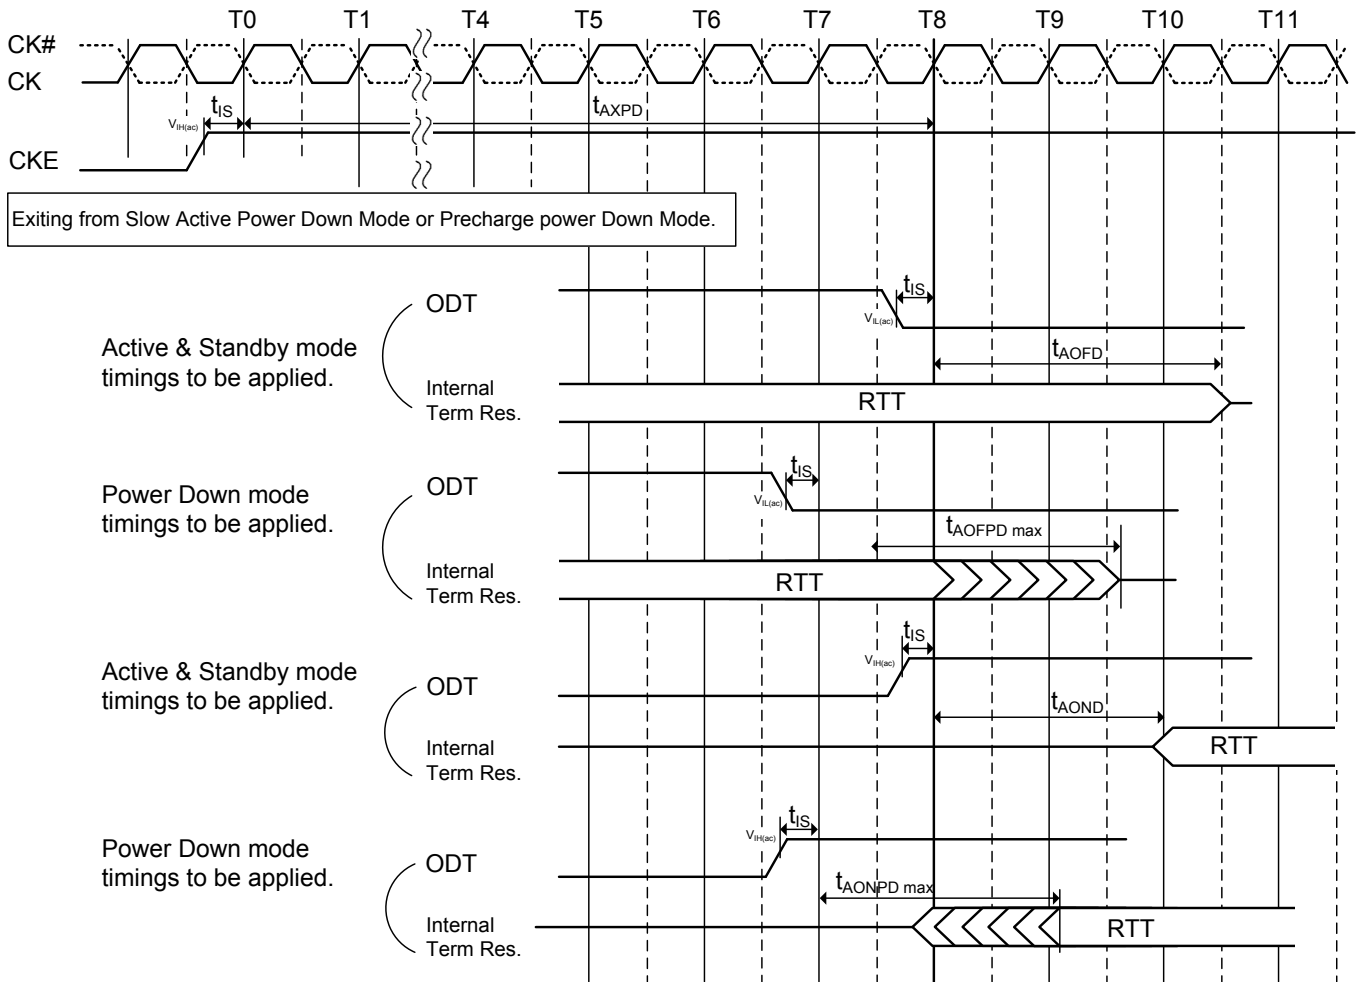 T0 T1 T4 T5 T6 T7 T8 T9 T10 T11
CK#
CK
tIS
tAXPD
VIH(ac)
CKE
Exiting from Slow Active Power Down Mode or Precharge power Down Mode.
tIS
ODT
VIL(ac)
Active & Standby mode
timings to be applied.
tAOFD
Internal
Term Res.
RTT
tIS
ODT
VIL(ac)
Power Down mode
timings to be applied.
tAOFPD max
Internal
Term Res.
RTT
tIS
VIH(ac)
Active & Standby mode
timings to be applied.
ODT
tAOND
Internal
Term Res.
RTT
tIS
VIH(ac)
Power Down mode
timings to be applied.
ODT
tAONPD max
Internal
Term Res.
RTT